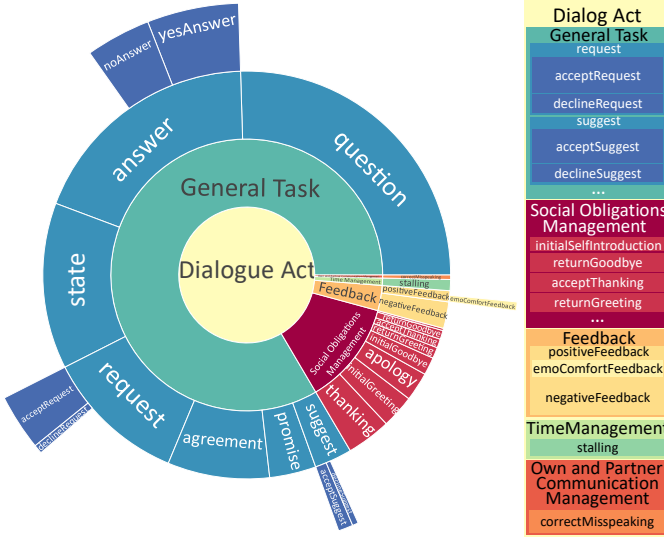 noAnswer
yesAnswer
answer
question
General Task
state
Dialogue Act
Time Management
correctMisspeaking
stalling
Feedback
positiveFeedback
emoComfortFeedback
negativeFeedback
Social Obligations
Management
returnGoodbye
acceptThanking
returnGreeting
initialGoodbye
apology
initialGreeting
thanking
acceptRequest
declineRequest
request
agreement
promise
suggest
acceptSuggest
Dialog Act
General Task
request
acceptRequest
declineRequest
suggest
acceptSuggest
declineSuggest
...
Social Obligations
Management
initialSelfIntroduction
returnGoodbye
acceptThanking
returnGreeting
...
Feedback
positiveFeedback
emoComfortFeedback
negativeFeedback
TimeManagement
stalling
Own and Partner
Communication
Management
correctMisspeaking